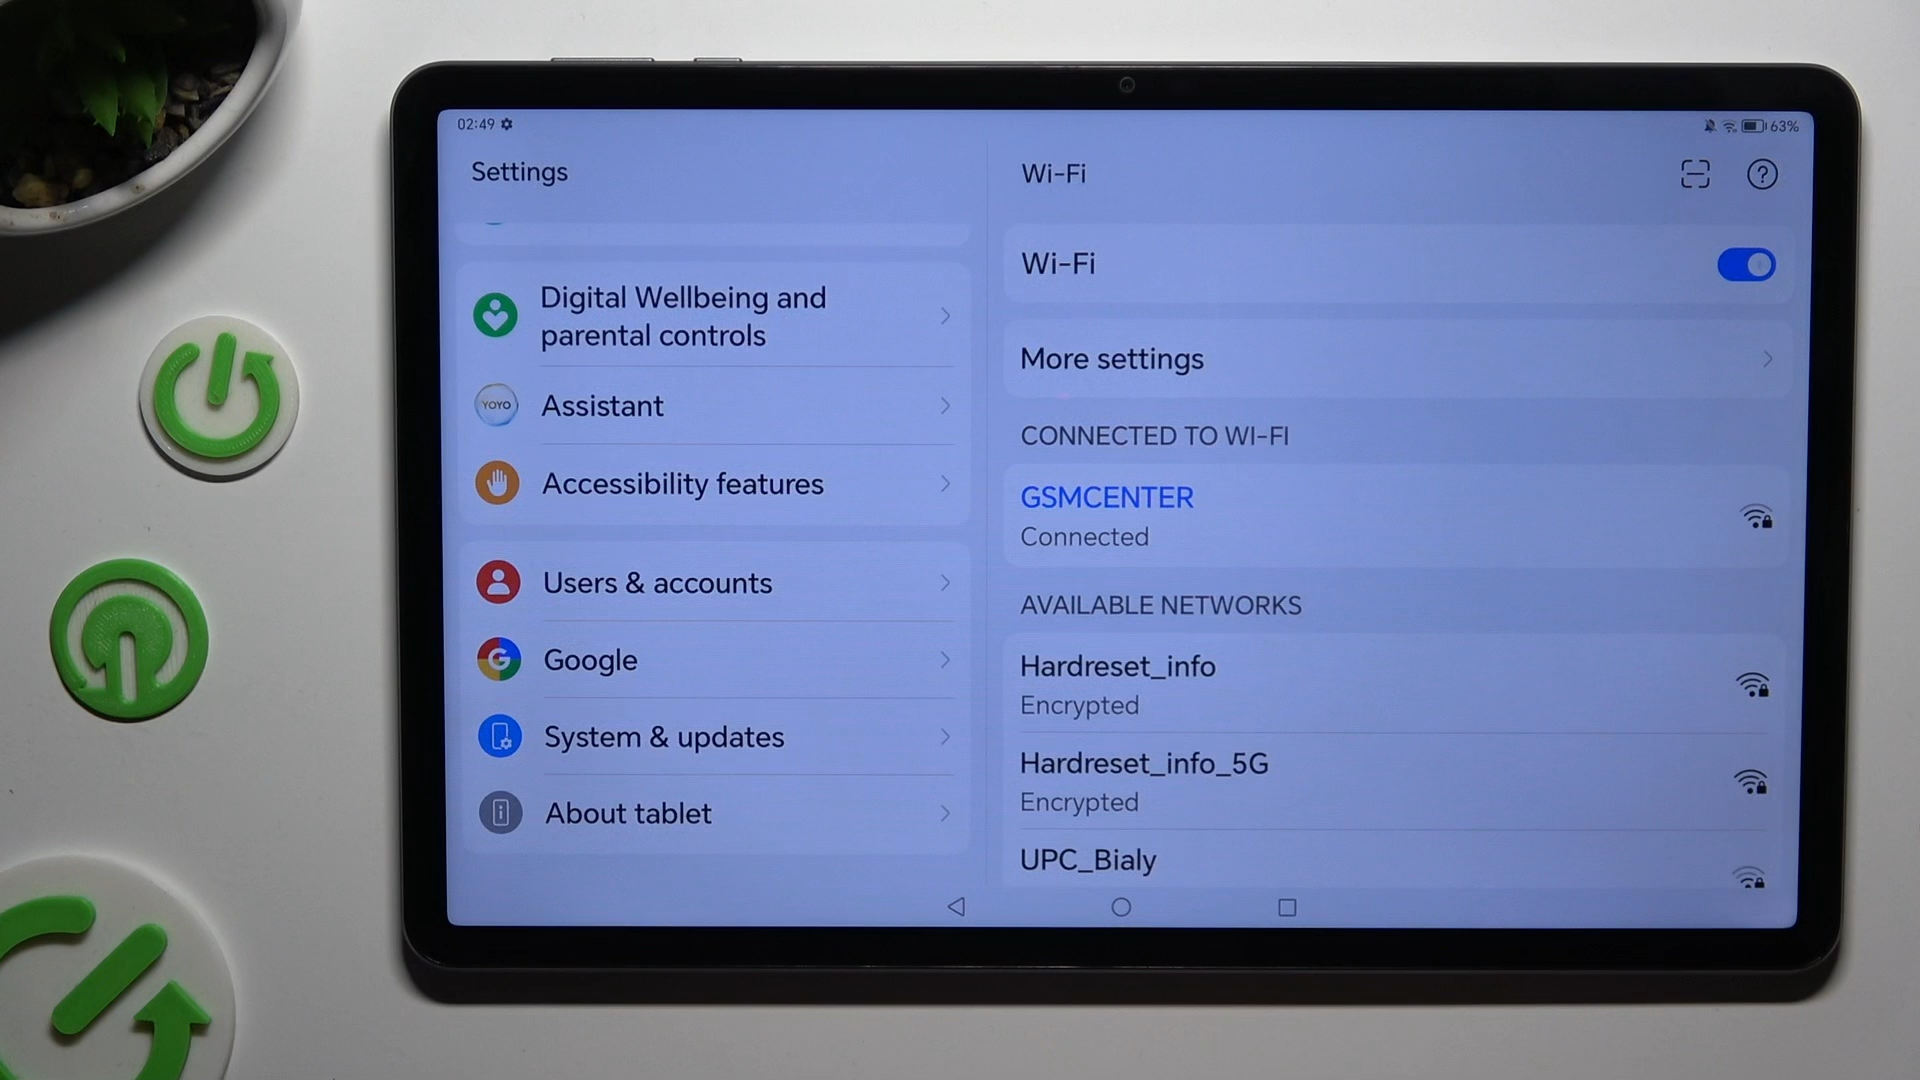 02:49
63%
Settings
Digital Wellbeing and
parental controls
YOYO
Assistant
Accessibility features
Users & accounts
G
Google
System & updates
About tablet
Wi-Fi
?
Wi-Fi
More settings
CONNECTED TO WI-FI
GSMCENTER
Connected
AVAILABLE NETWORKS
Hardreset_info
Encrypted
Hardreset_info_5G
Encrypted
UPC_Bialy